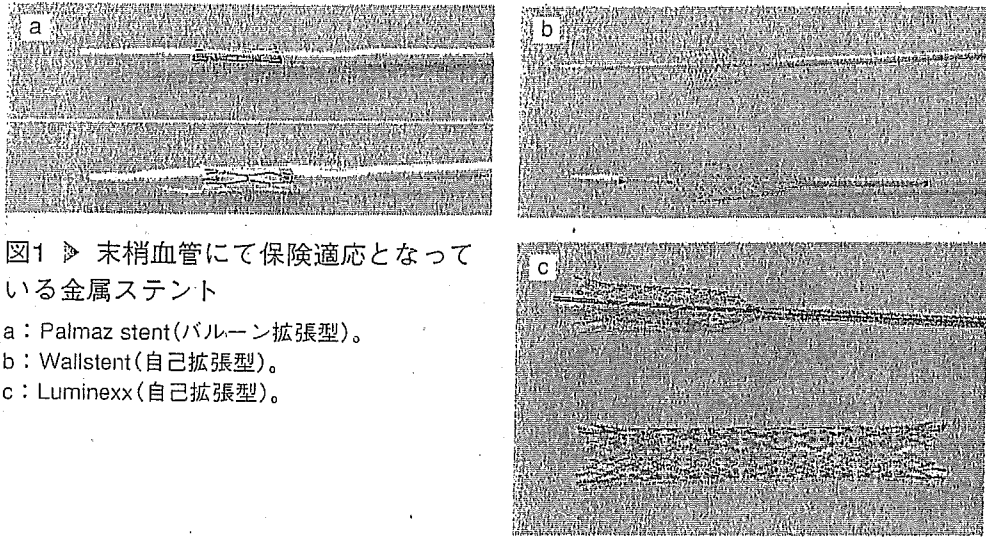 a
b
図1 ▶ 末梢血管にて保険適応となって
いる金属ステント
a：Palmaz stent(バルーン拡張型)。
b：Wallstent(自己拡張型)。
c：Luminexx(自己拡張型)。
c